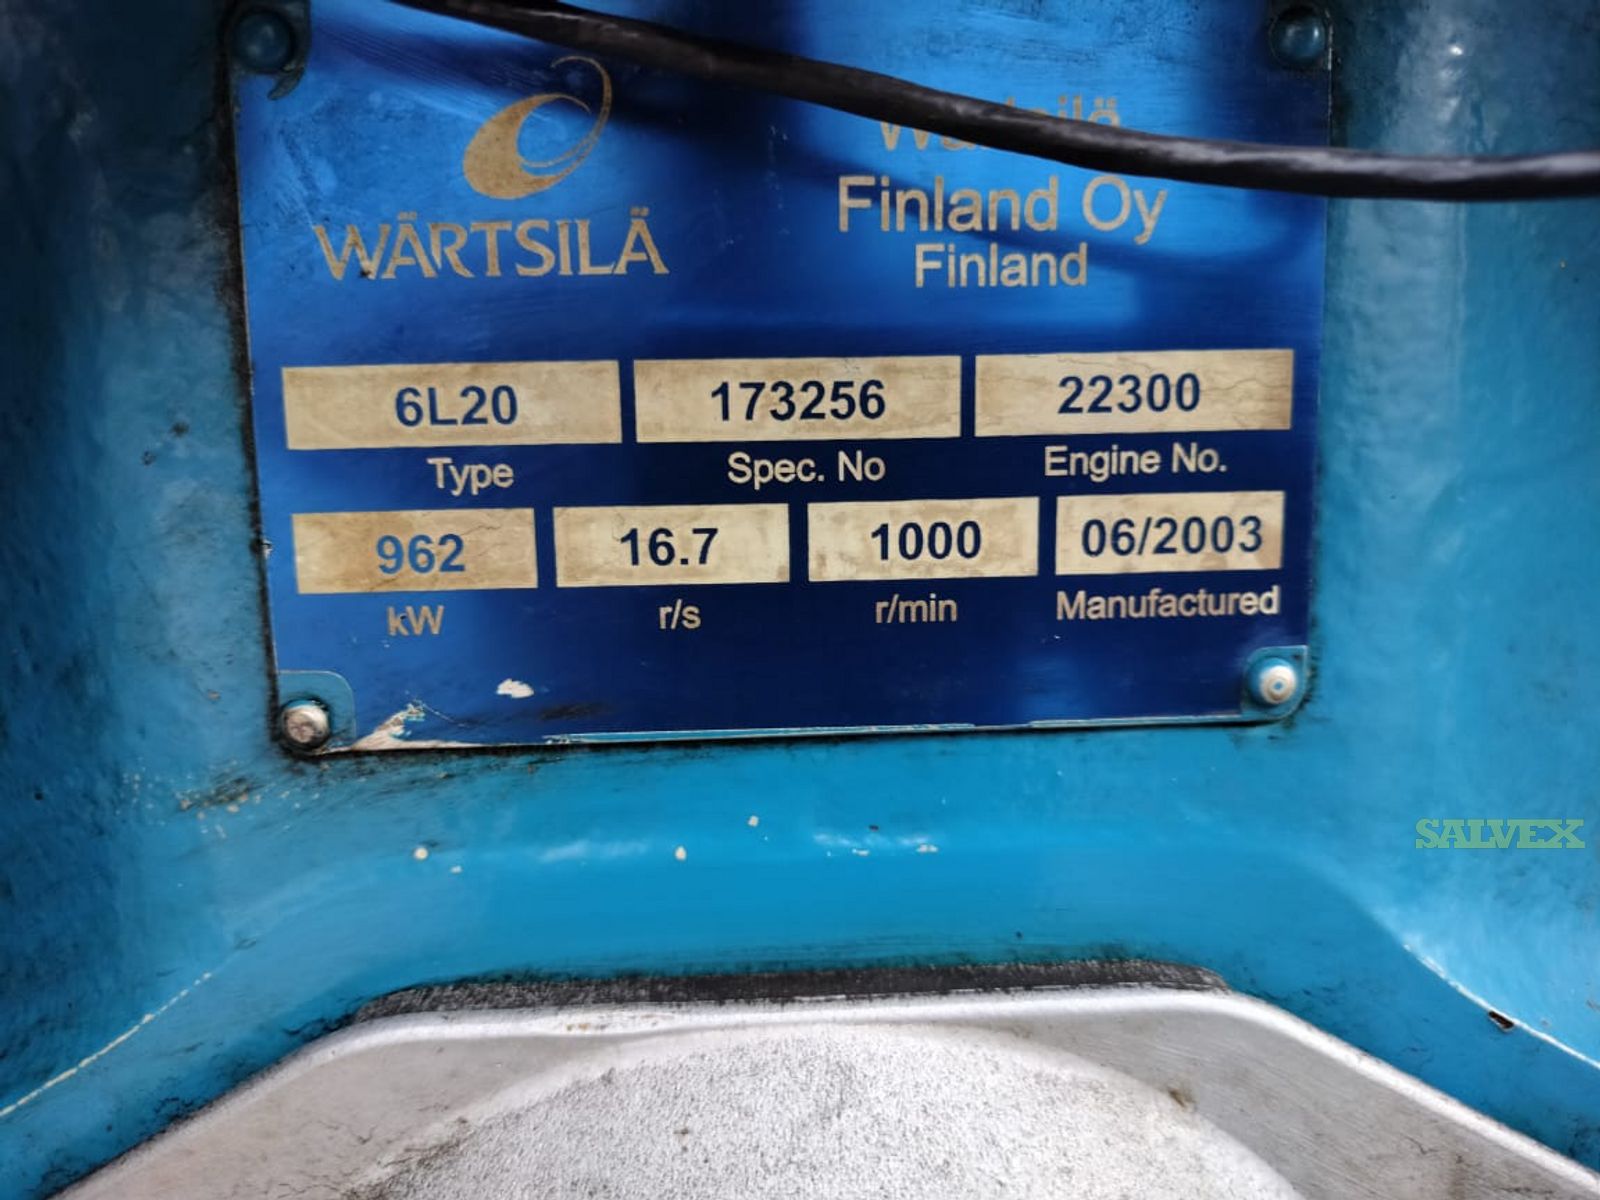 WÄRTSILÄ
Wärtsilä
Finland Oy
Finland
6L20 173256 22300
Type Spec. No Engine No.
962 16.7 1000 06/2003
kW r/s r/min Manufactured
SALVEX